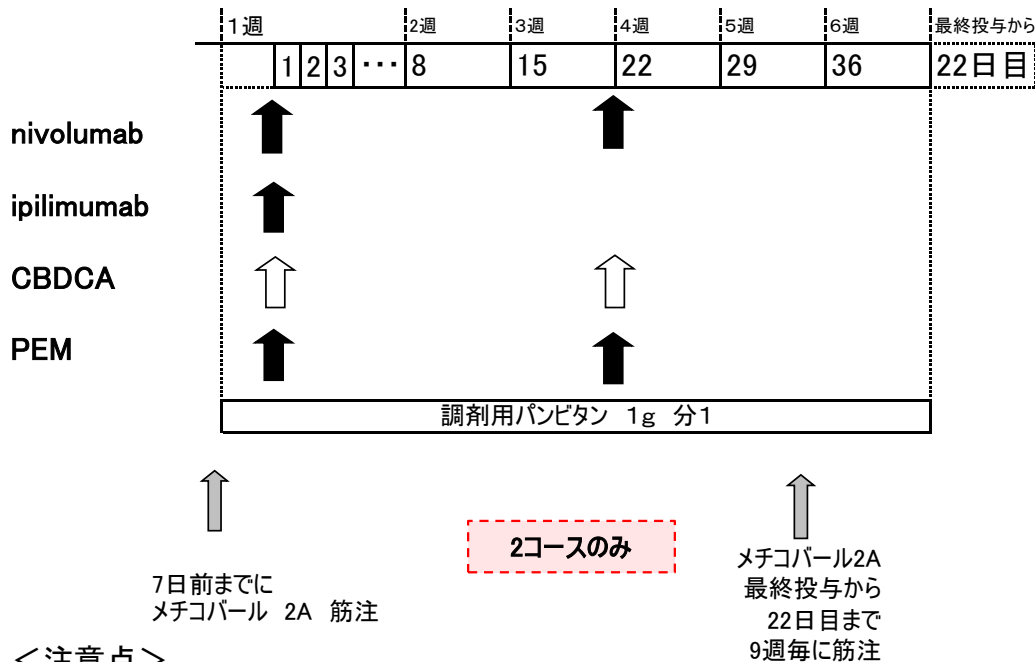 1週 2週 3週 4週 5週 6週 最終投与から
1 2 3 ・・・ 8 15 22 29 36 22日目
nivolumab
ipilimumab
CBDCA
PEM
調剤用パンビタン 1g 分1
2コースのみ
7日前までに
メチコバール 2A 筋注
メチコバール2A
最終投与から
22日目まで
9週毎に筋注
＜注意点＞